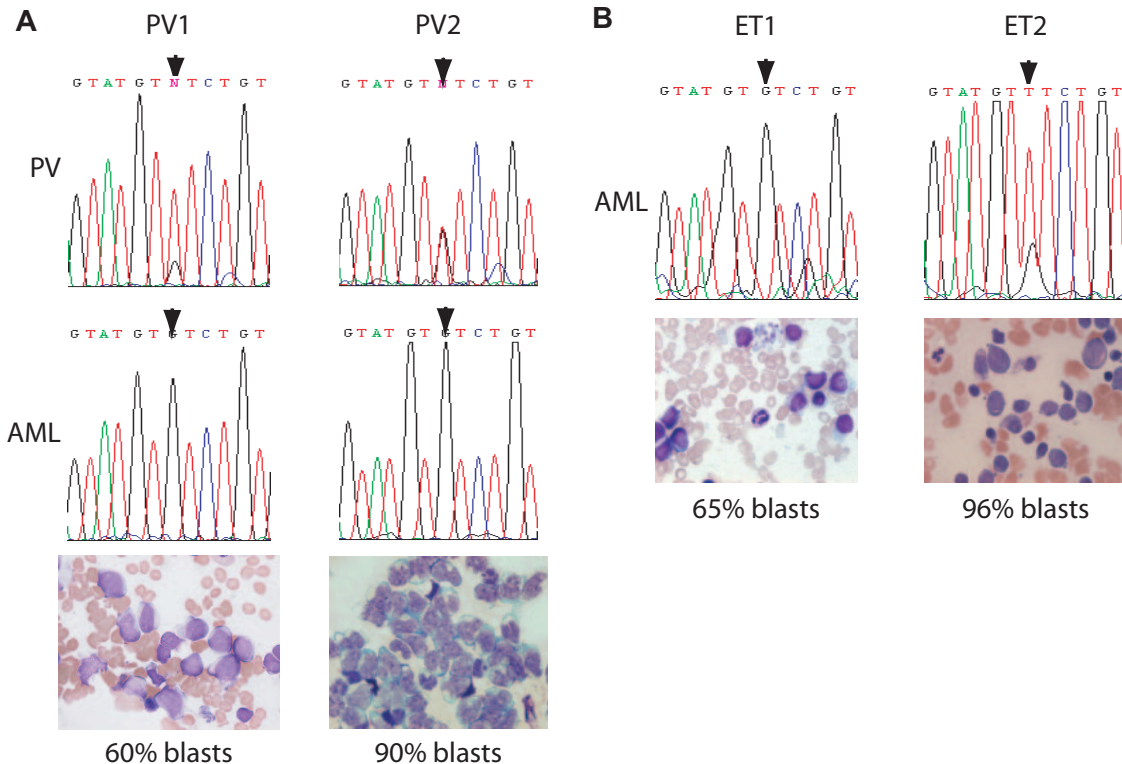 A
PV1
PV2
B
ET1
ET2
PV
G T A T G T N T C T G T
G T A T G T N T C T G T
AML
G T A T G T G T C T G T
G T A T G T T T C T G T
AML
G T A T G T G T C T G T
G T A T G T G T C T G T
60% blasts
90% blasts
65% blasts
96% blasts